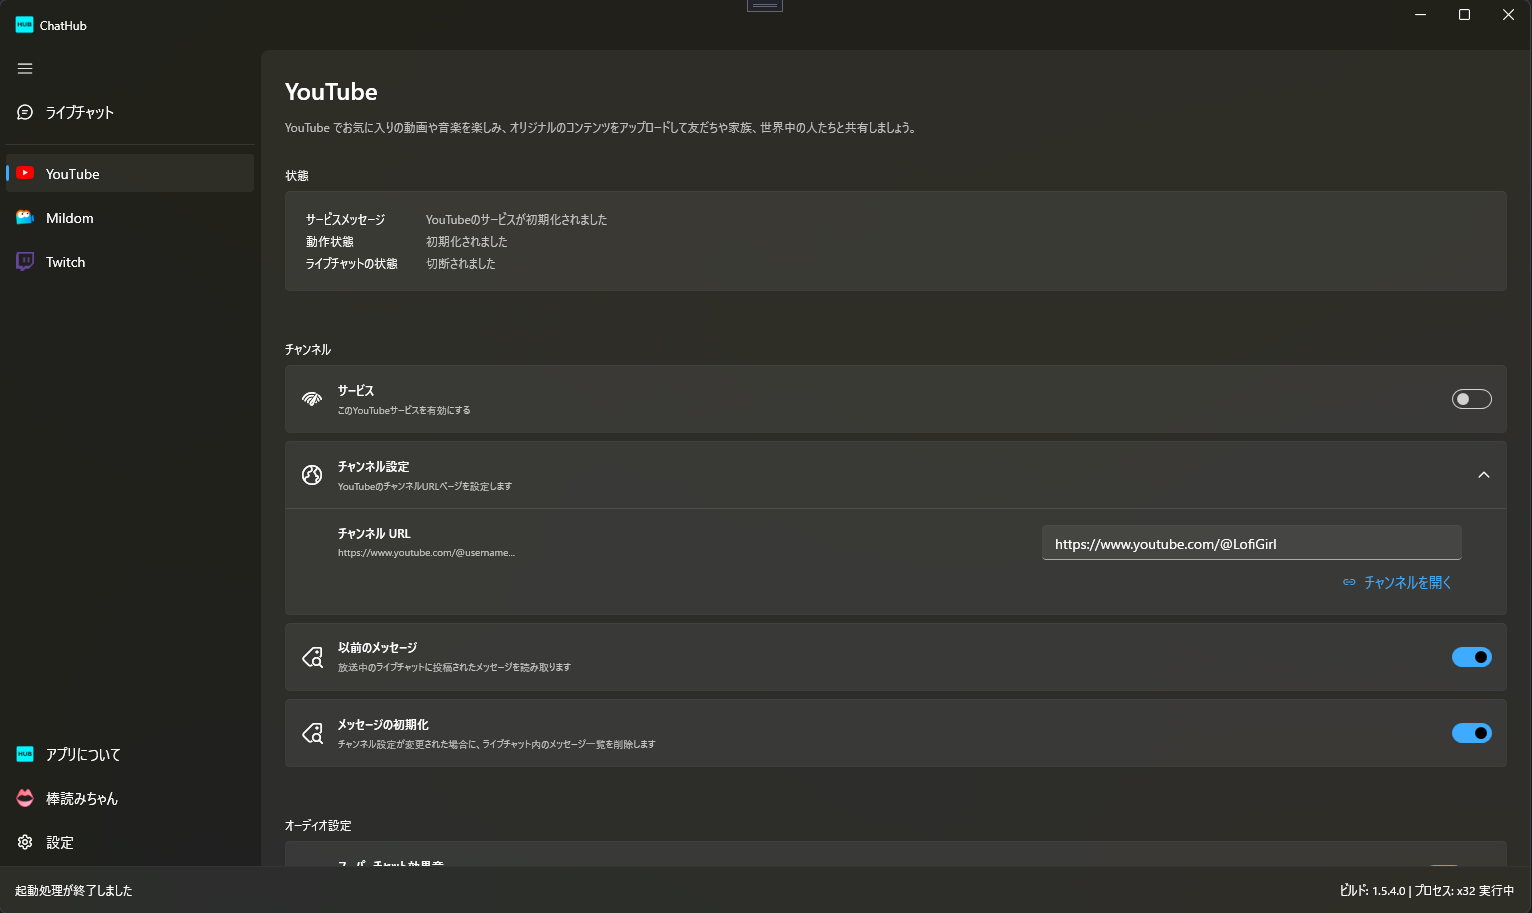 HUB ChatHub
ライブチャット
YouTube
Mildom
Twitch
HUB アプリについて
棒読みちゃん
設定
YouTube
YouTube でお気に入りの動画や音楽を楽しみ、オリジナルのコンテンツをアップロードして友だちや家族、世界中の人たちと共有しましょう。
状態
サービスメッセージ YouTubeのサービスが初期化されました
動作状態 初期化されました
ライブチャットの状態 切断されました
チャンネル
サービス
このYouTubeサービスを有効にする
チャンネル設定
YouTubeのチャンネルURLページを設定します
チャンネル URL
https://www.youtube.com/@username...
https://www.youtube.com/@LofiGirl
チャンネルを開く
以前のメッセージ
放送中のライブチャットに投稿されたメッセージを読み取ります
メッセージの初期化
チャンネル設定が変更された場合に、ライブチャット内のメッセージ一覧を削除します
オーディオ設定
スーパーチャット効果音
起動処理が終了しました
ビルド: 1.5.4.0 | プロセス: x32 実行中